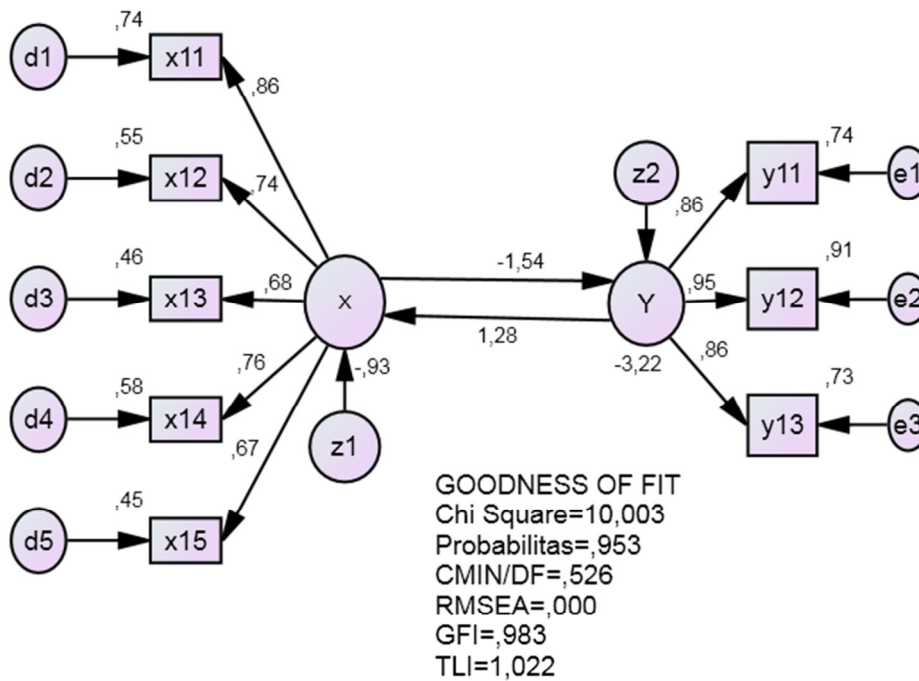 ,74
d1
x11
,86
,55
d2
x12
,74
,46
d3
x13
,68
,58
d4
x14
,76
,45
d5
x15
,67
x
-,93
z1
-1,54
1,28
z2
Y
-3,22
,86
y11
,74
e1
,95
y12
,91
e2
,86
y13
,73
e3
GOODNESS OF FIT
Chi Square=10,003
Probabilitas=,953
CMIN/DF=,526
RMSEA=,000
GFI=,983
TLI=1,022